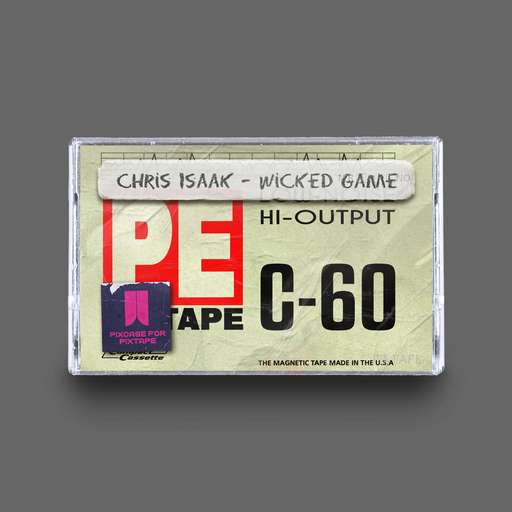 CHRIS ISAAK - WICKED GAME
HI-OUTPUT
PE
TAPE
C-60
PIXCASE FOR
PIXTAPE
Compact
Cassette
THE MAGNETIC TAPE MADE IN THE U.S.A